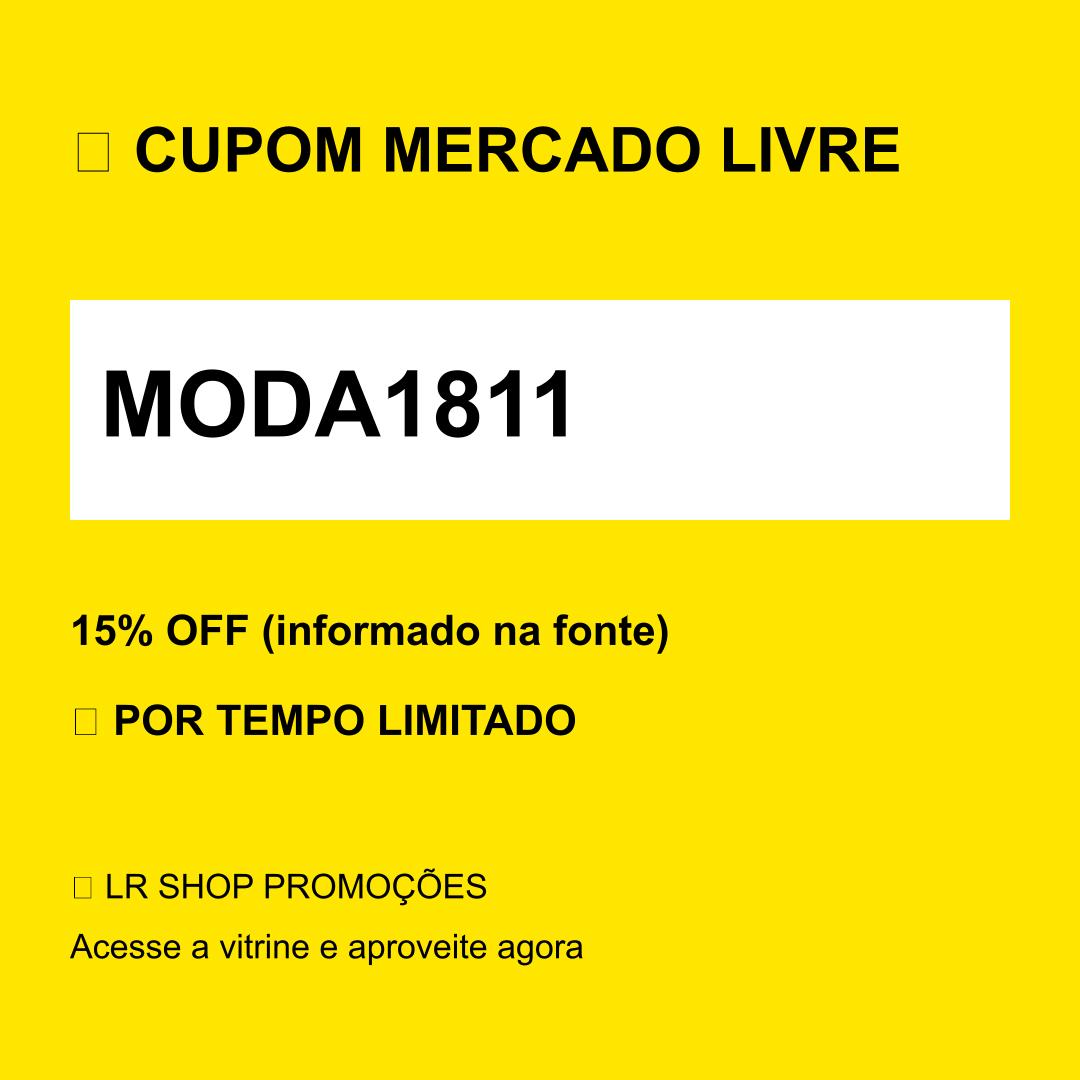 □ CUPOM MERCADO LIVRE
MODA1811
15% OFF (informado na fonte)
□ POR TEMPO LIMITADO
□ LR SHOP PROMOÇÕES
Acesse a vitrine e aproveite agora